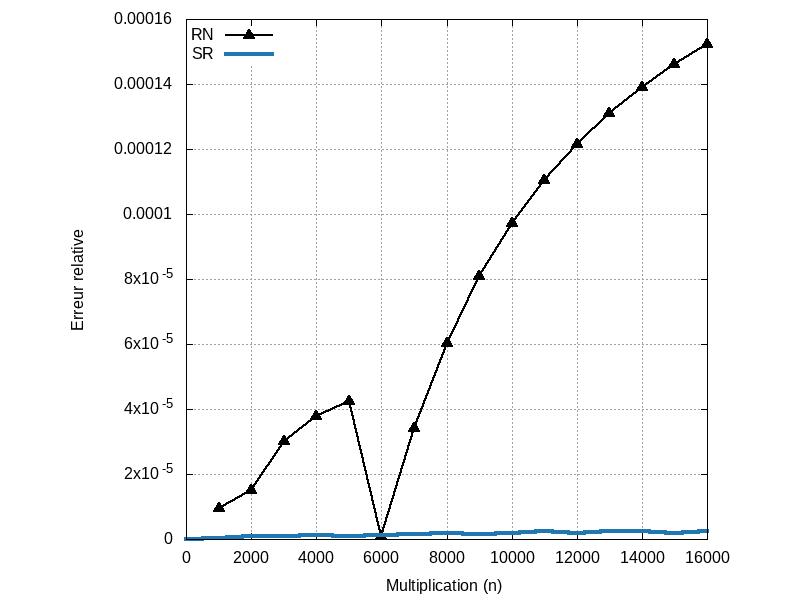 0.00016
RN
SR
0.00014
0.00012
0.0001
8x10^-5
6x10^-5
4x10^-5
2x10^-5
0
Erreur relative
0 2000 4000 6000 8000 10000 12000 14000 16000
Multiplication (n)